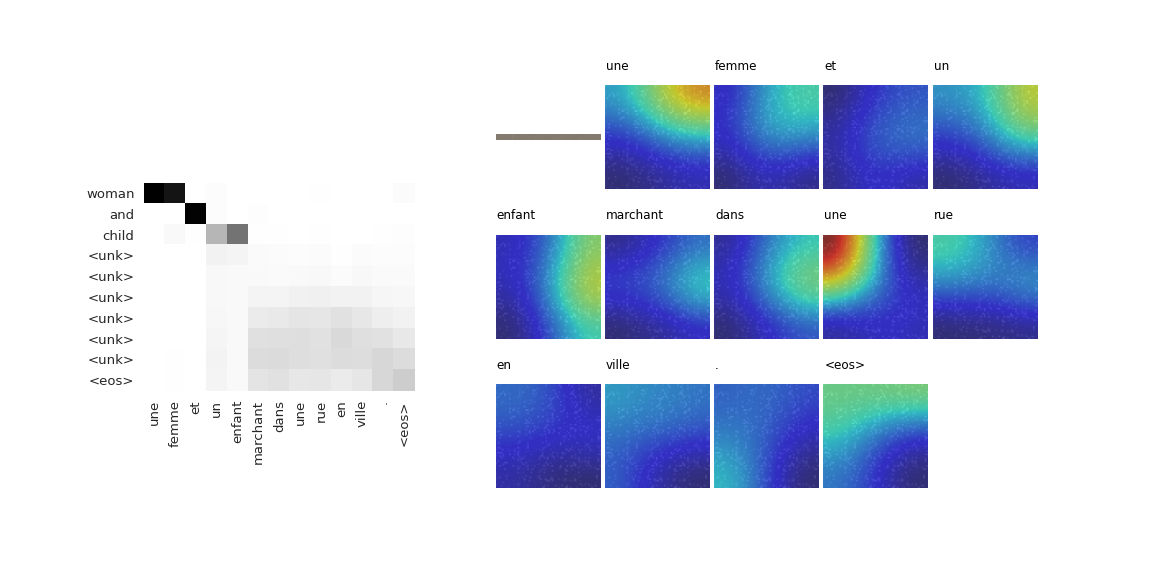 woman
and
child
<unk>
<unk>
<unk>
<unk>
<unk>
<unk>
<eos>
une femme et un enfant marchant dans une rue en ville . <eos>
une femme et un
enfant marchant dans une rue
en ville . <eos>